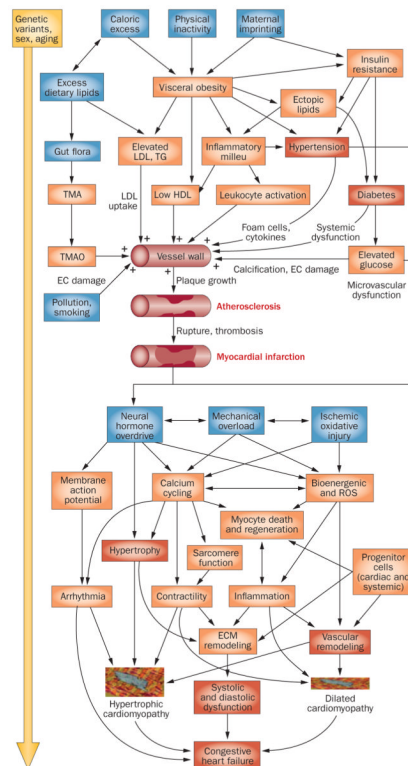 Genetic
variants,
sex, aging
Caloric
excess
Physical
inactivity
Maternal
imprinting
Insulin
resistance
Excess
dietary lipids
Visceral obesity
Ectopic
lipids
Gut flora
Elevated
LDL, TG
Inflammatory
milleu
Hypertension
TMA
LDL
uptake
Low HDL
Leukocyte activation
Diabetes
Foam cells,
cytokines
Systemic
dysfunction
TMAO
+
+
+
+
+
+
+
+
Vessel wall
Elevated
glucose
EC damage
Calcification, EC damage
Plaque growth
Microvascular
dysfunction
Pollution,
smoking
Atherosclerosis
Rupture, thrombosis
Myocardial infarction
Neural
hormone
overdrive
Mechanical
overload
Ischemic
oxidative
injury
Membrane
action
potential
Calcium
cycling
Bioenergenic
and ROS
Myocyte death
and regeneration
Hypertrophy
Sarcomere
function
Progenitor
cells
(cardiac and
systemic)
Arrhythmia
Contractility
Inflammation
ECM
remodeling
Vascular
remodeling
Hypertrophic
cardiomyopathy
Systolic
and diastolic
dysfunction
Dilated
cardiomyopathy
Congestive
heart failure